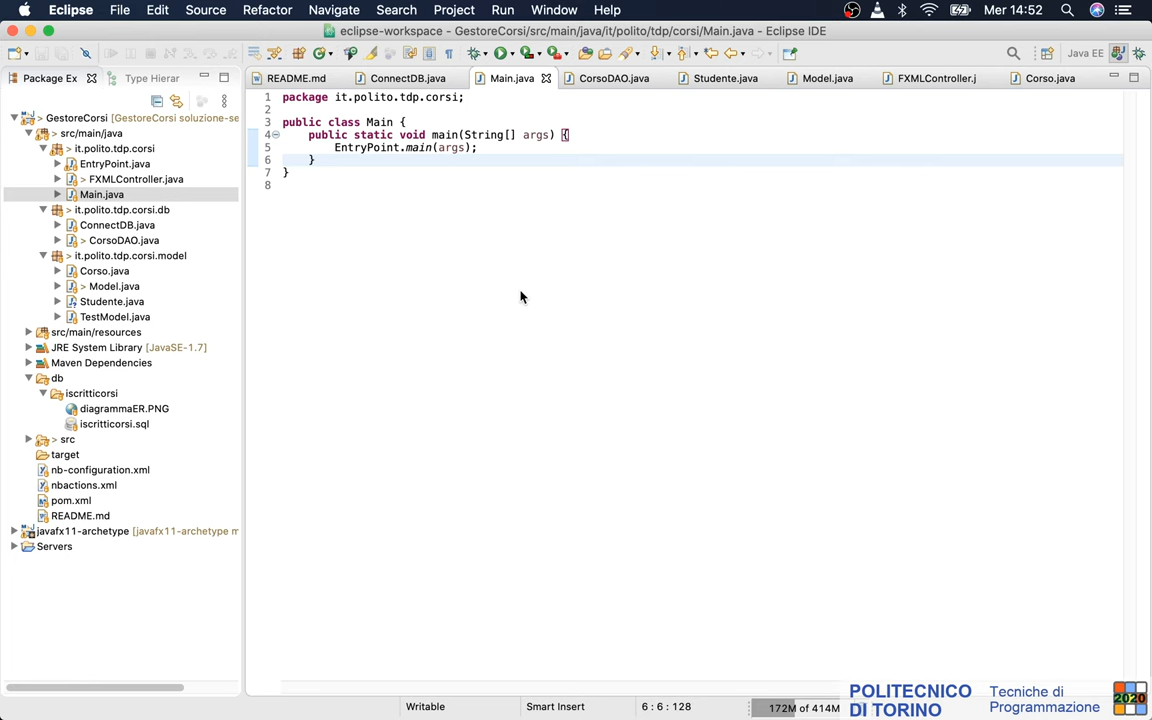 Eclipse File Edit Source Refactor Navigate Search Project Run Window Help Mer 14:52
eclipse-workspace - GestoreCorsi/src/main/java/it/polito/tdp/corsi/Main.java - Eclipse IDE
Java EE
Package Ex Type Hierar
README.md ConnectDB.java Main.java CorsoDAO.java Studente.java Model.java FXMLController.j Corso.java
> GestoreCorsi [GestoreCorsi soluzione-se
> src/main/java
> it.polito.tdp.corsi
EntryPoint.java
> FXMLController.java
Main.java
> it.polito.tdp.corsi.db
ConnectDB.java
> CorsoDAO.java
> it.polito.tdp.corsi.model
Corso.java
> Model.java
Studente.java
TestModel.java
src/main/resources
JRE System Library [JavaSE-1.7]
Maven Dependencies
db
iscritticorsi
diagrammaER.PNG
iscritticorsi.sql
> src
target
nb-configuration.xml
nbactions.xml
pom.xml
README.md
javafx11-archetype [javafx11-archetype m
Servers
1 package it.polito.tdp.corsi;
2
3 public class Main {
4 public static void main(String[] args) {
5 EntryPoint.main(args);
6 }
7 }
8
Writable Smart Insert 6 : 6 : 128 172M of 414M
POLITECNICO
DI TORINO
Tecniche di
Programmazione
2020